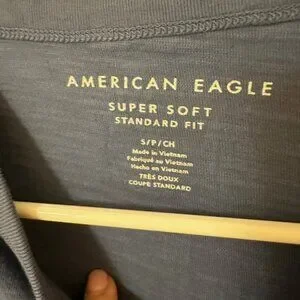 AMERICAN EAGLE
SUPER SOFT
STANDARD FIT
S/P/CH
Made in Vietnam
Fabriqué au Vietnam
Hecho en Vietnam
TRÈS DOUX
COUPE STANDARD